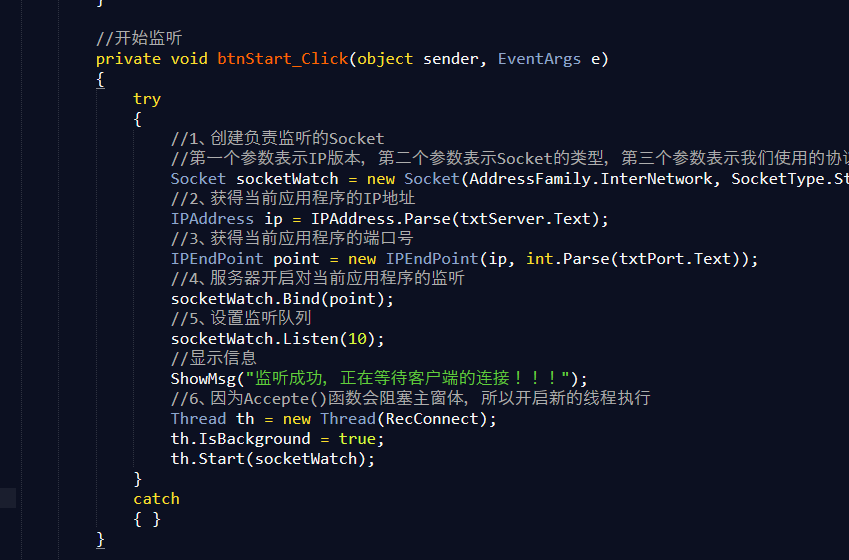 }
//开始监听
private void btnStart_Click(object sender, EventArgs e)
{
try
{
//1、创建负责监听的Socket
//第一个参数表示IP版本，第二个参数表示Socket的类型，第三个参数表示我们使用的协议
Socket socketWatch = new Socket(AddressFamily.InterNetwork, SocketType.St
//2、获得当前应用程序的IP地址
IPAddress ip = IPAddress.Parse(txtServer.Text);
//3、获得当前应用程序的端口号
IPEndPoint point = new IPEndPoint(ip, int.Parse(txtPort.Text));
//4、服务器开启对当前应用程序的监听
socketWatch.Bind(point);
//5、设置监听队列
socketWatch.Listen(10);
//显示信息
ShowMsg("监听成功，正在等待客户端的连接！！！");
//6、因为Accepte()函数会阻塞主窗体，所以开启新的线程执行
Thread th = new Thread(RecConnect);
th.IsBackground = true;
th.Start(socketWatch);
}
catch
{ }
}